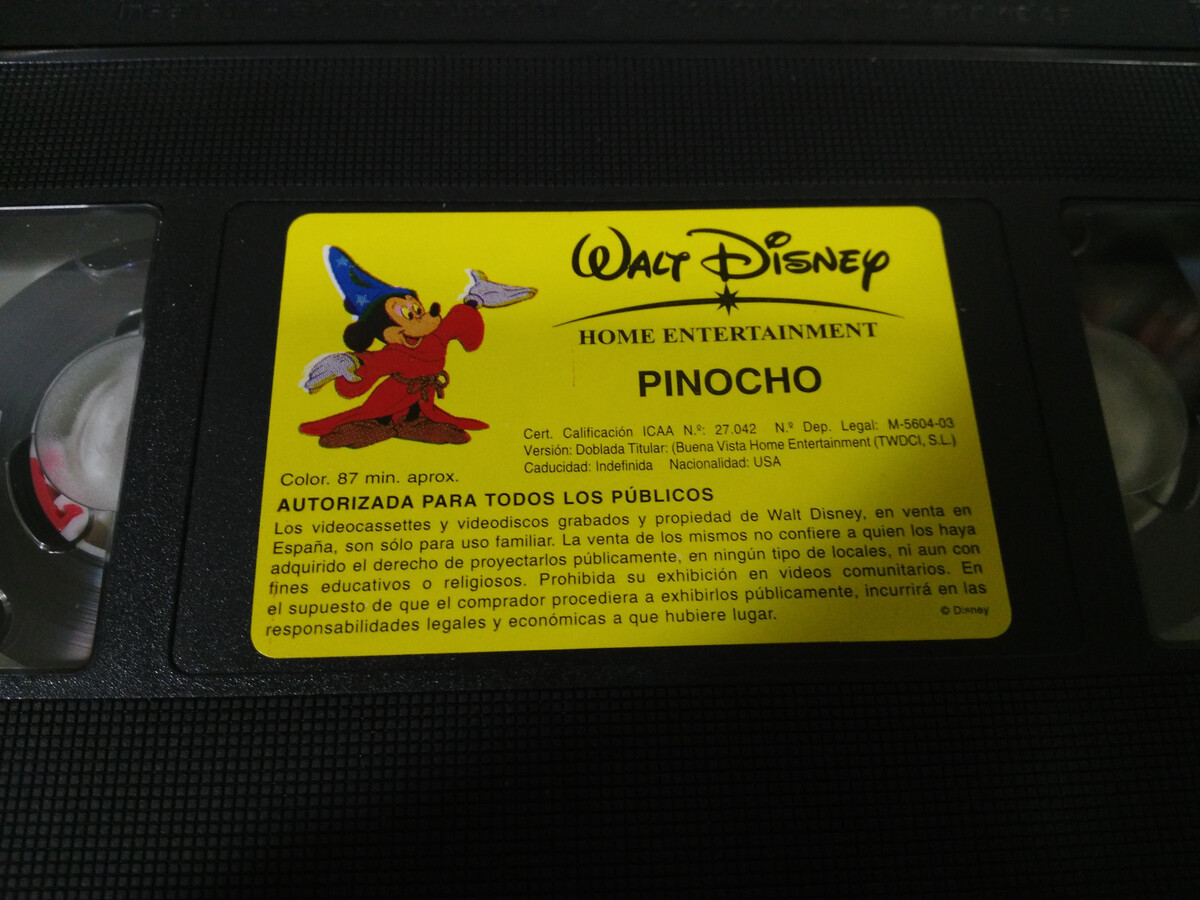 WALT DISNEY
HOME ENTERTAINMENT
PINOCHO
Cert. Calificación ICAA N.º: 27.042 N.º Dep. Legal: M-5604-03
Versión: Doblada Titular: (Buena Vista Home Entertainment (TWDCI, S.L.)
Caducidad: Indefinida Nacionalidad: USA
Color. 87 min. aprox.
AUTORIZADA PARA TODOS LOS PÚBLICOS
Los videocassettes y videodiscos grabados y propiedad de Walt Disney, en venta en
España, son sólo para uso familiar. La venta de los mismos no confiere a quien los haya
adquirido el derecho de proyectarlos públicamente, en ningún tipo de locales, ni aun con
fines educativos o religiosos. Prohibida su exhibición en videos comunitarios. En
el supuesto de que el comprador procediera a exhibirlos públicamente, incurrirá en las
responsabilidades legales y económicas a que hubiere lugar.
© Disney